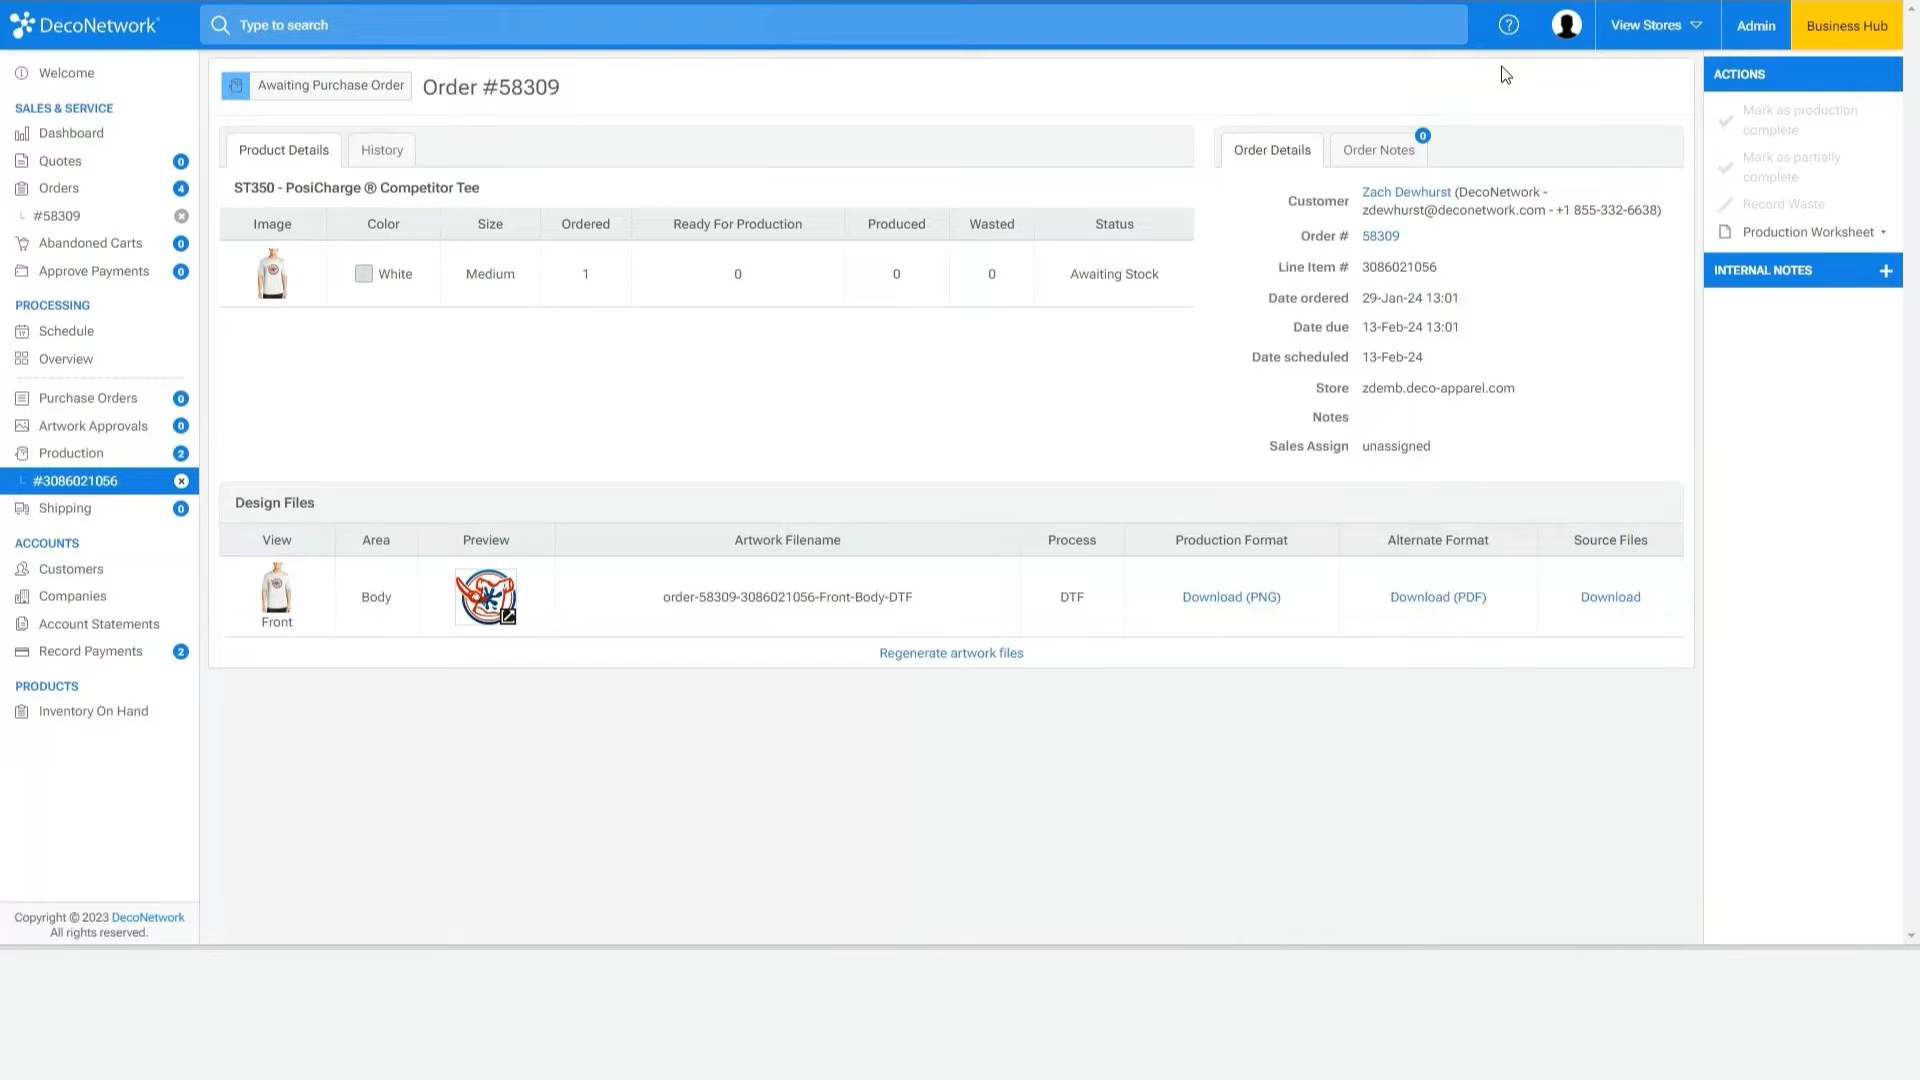 DecoNetwork
Type to search
?
View Stores
Admin
Business Hub
Welcome
SALES & SERVICE
Dashboard
Quotes 0
Orders 4
#58309
Abandoned Carts 0
Approve Payments 0
PROCESSING
Schedule
Overview
Purchase Orders 0
Artwork Approvals 0
Production 2
#3086021056
Shipping 0
ACCOUNTS
Customers
Companies
Account Statements
Record Payments 2
PRODUCTS
Inventory On Hand
Copyright © 2023 DecoNetwork
All rights reserved.
Awaiting Purchase Order
Order #58309
Product Details
History
ST350 - PosiCharge ® Competitor Tee
Image Color Size Ordered Ready For Production Produced Wasted Status
White Medium 1 0 0 0 Awaiting Stock
Order Details
Order Notes 0
Customer Zach Dewhurst (DecoNetwork -
zdewhurst@deconetwork.com - +1 855-332-6638)
Order # 58309
Line Item # 3086021056
Date ordered 29-Jan-24 13:01
Date due 13-Feb-24 13:01
Date scheduled 13-Feb-24
Store zdemb.deco-apparel.com
Notes
Sales Assign unassigned
Design Files
View Area Preview Artwork Filename Process Production Format Alternate Format Source Files
Front Body order-58309-3086021056-Front-Body-DTF DTF Download (PNG) Download (PDF) Download
Regenerate artwork files
ACTIONS
Mark as production
complete
Mark as partially
complete
Record Waste
Production Worksheet
INTERNAL NOTES +